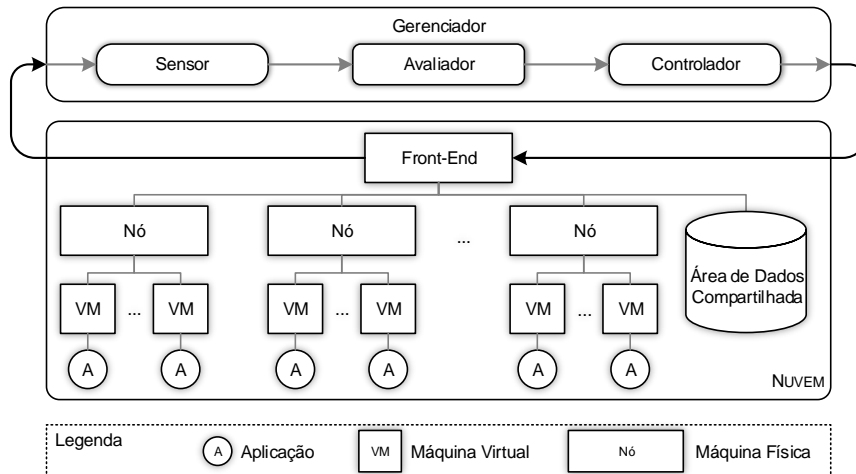 Gerenciador
Sensor Avaliador Controlador
Front-End
Nó Nó ... Nó
Área de Dados
Compartilhada
VM ... VM VM ... VM VM ... VM
A A A A A A
NUVEM
Legenda
A Aplicação VM Máquina Virtual Nó Máquina Física